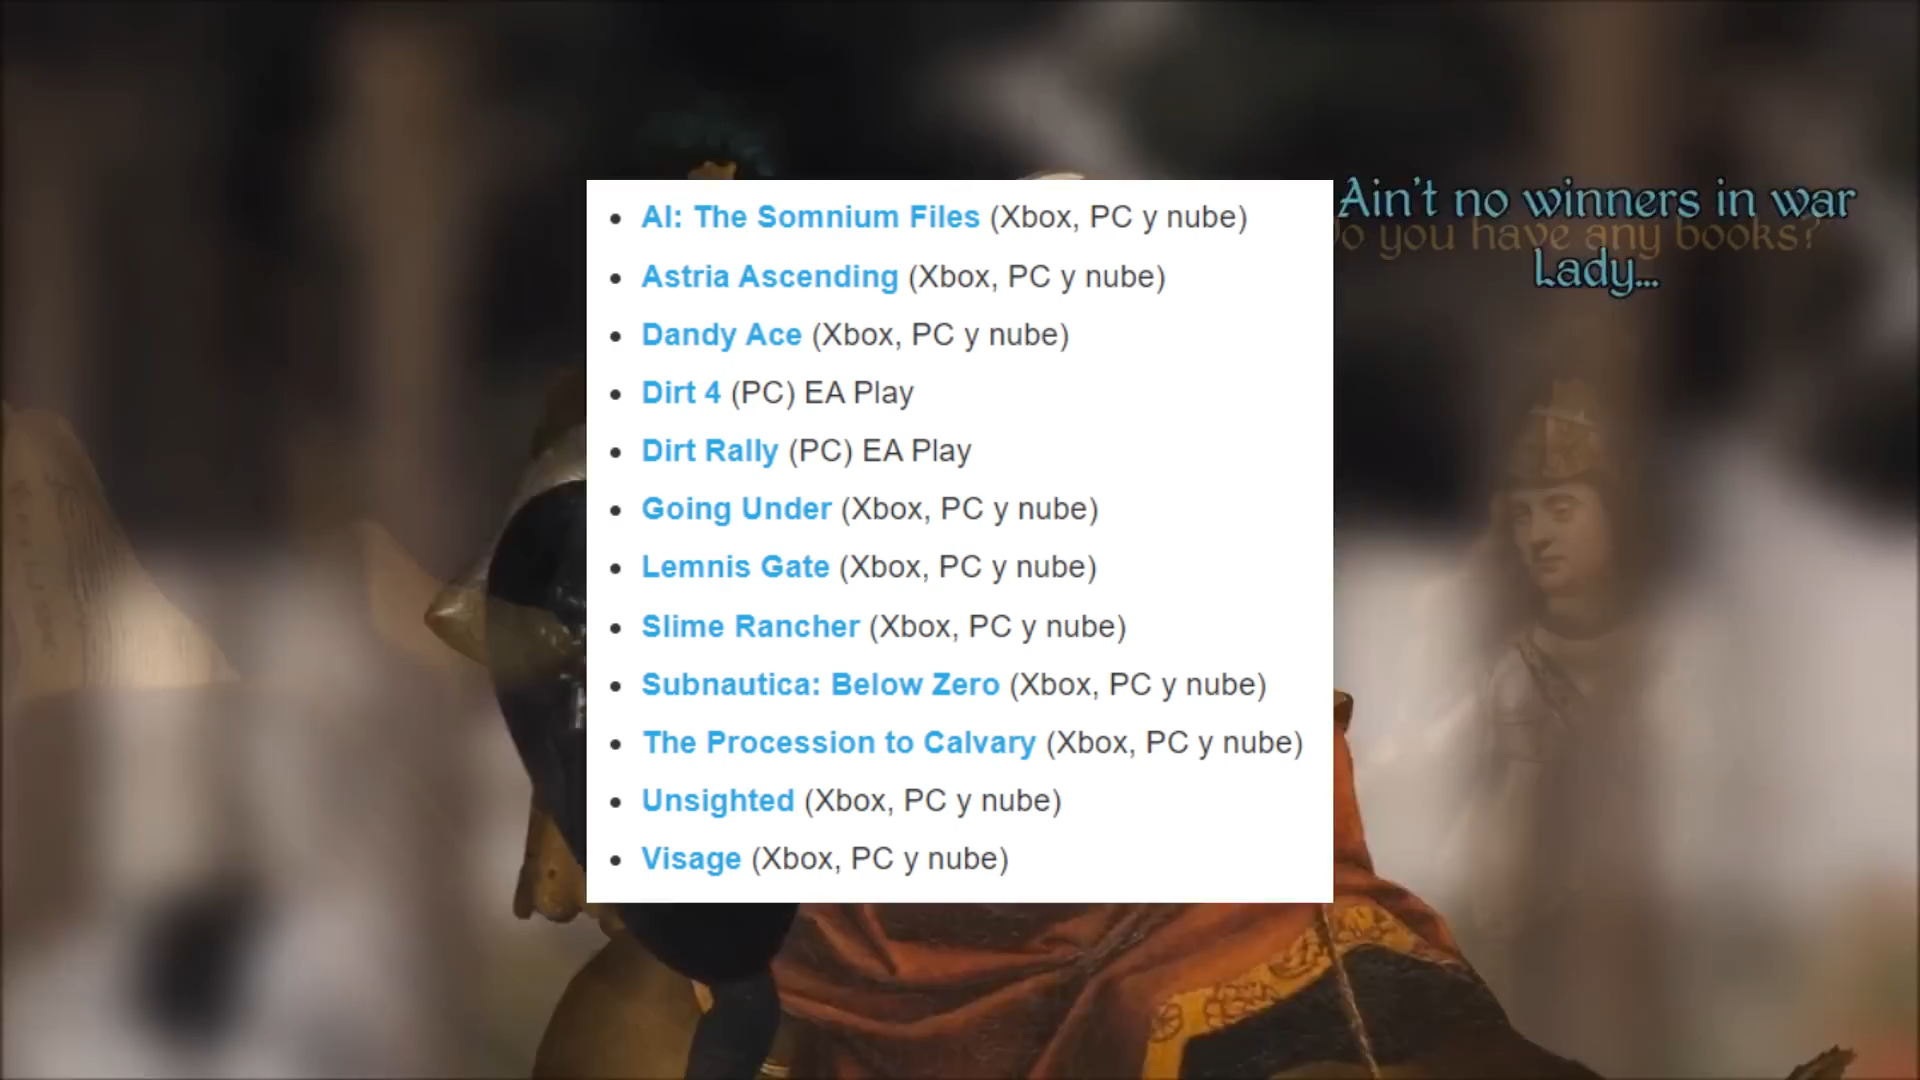 AI: The Somnium Files (Xbox, PC y nube)
Astria Ascending (Xbox, PC y nube)
Dandy Ace (Xbox, PC y nube)
Dirt 4 (PC) EA Play
Dirt Rally (PC) EA Play
Going Under (Xbox, PC y nube)
Lemnis Gate (Xbox, PC y nube)
Slime Rancher (Xbox, PC y nube)
Subnautica: Below Zero (Xbox, PC y nube)
The Procession to Calvary (Xbox, PC y nube)
Unsighted (Xbox, PC y nube)
Visage (Xbox, PC y nube)
Ain't no winners in war
you have any books?
Lady...